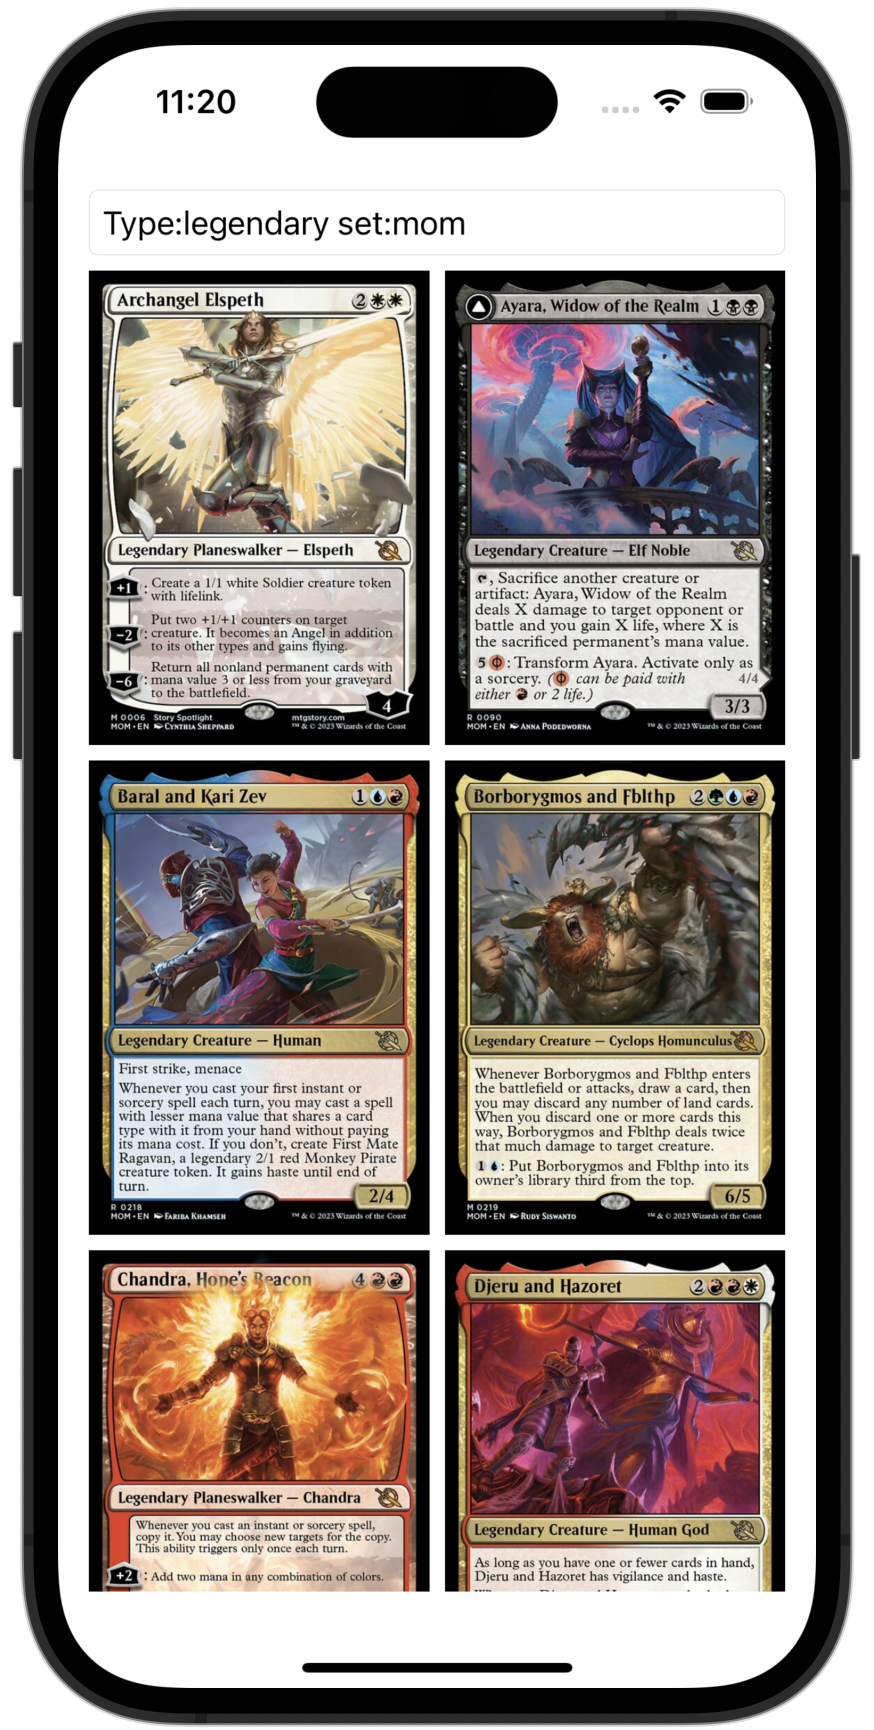 11:20
Type:legendary set:mom
Archangel Elspeth 2
Legendary Planeswalker — Elspeth
+1 : Create a 1/1 white Soldier creature token
with lifelink.
Put two +1/+1 counters on target
−2 : creature. It becomes an Angel in addition
to its other types and gains flying.
Return all nonland permanent cards with
−6 : mana value 3 or less from your graveyard
to the battlefield.
4
M 0006 Story Spotlight mtgstory.com
MOM • EN Cynthia Sheppard ™ & © 2023 Wizards of the Coast
Ayara, Widow of the Realm 1
Legendary Creature — Elf Noble
, Sacrifice another creature or
artifact: Ayara, Widow of the Realm
deals X damage to target opponent or
battle and you gain X life, where X is
the sacrificed permanent's mana value.
5 : Transform Ayara. Activate only as
a sorcery. ( can be paid with
either or 2 life.)
4/4
3/3
R 0090
MOM • EN Anna Podedworna ™ & © 2023 Wizards of the Coast
Baral and Kari Zev 1
Legendary Creature — Human
First strike, menace
Whenever you cast your first instant or
sorcery spell each turn, you may cast a spell
with lesser mana value that shares a card
type with it from your hand without paying
its mana cost. If you don't, create First Mate
Ragavan, a legendary 2/1 red Monkey Pirate
creature token. It gains haste until end of
turn.
2/4
R 0218
MOM • EN Fariba Khamseh ™ & © 2023 Wizards of the Coast
Borborygmos and Fblthp 2
Legendary Creature — Cyclops Homunculus
Whenever Borborygmos and Fblthp enters
the battlefield or attacks, draw a card, then
you may discard any number of land cards.
When you discard one or more cards this
way, Borborygmos and Fblthp deals twice
that much damage to target creature.
1 : Put Borborygmos and Fblthp into its
owner's library third from the top.
6/5
M 0219
MOM • EN Rudy Siswanto ™ & © 2023 Wizards of the Coast
Chandra, Hope's Beacon 4
Legendary Planeswalker — Chandra
Whenever you cast an instant or sorcery spell,
copy it. You may choose new targets for the copy.
This ability triggers only once each turn.
+2 : Add two mana in any combination of colors.
Djeru and Hazoret 2
Legendary Creature — Human God
As long as you have one or fewer cards in hand,
Djeru and Hazoret has vigilance and haste.